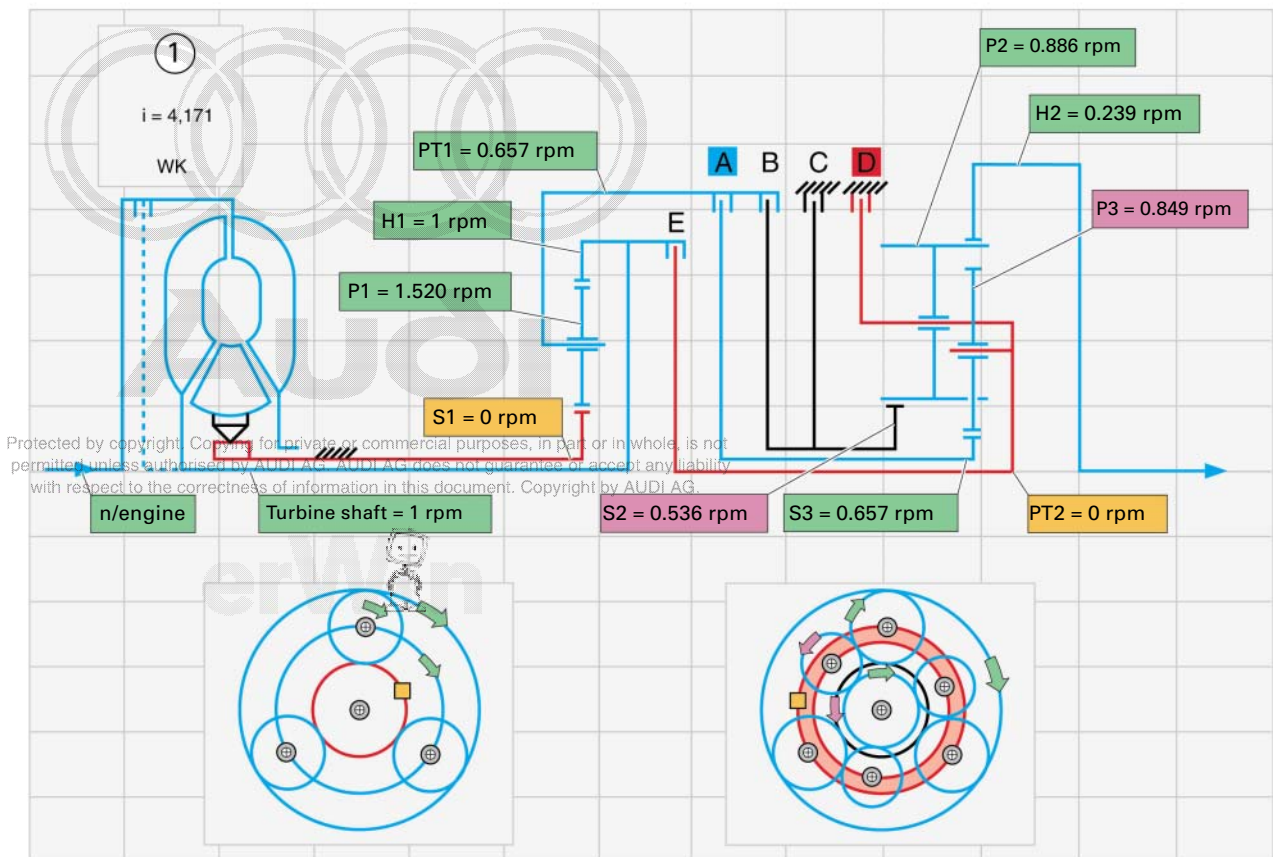 1
i = 4,171
WK
P2 = 0.886 rpm
H2 = 0.239 rpm
PT1 = 0.657 rpm
A B C D
P3 = 0.849 rpm
H1 = 1 rpm
E
P1 = 1.520 rpm
Audi
S1 = 0 rpm
Protected by copyright. Copying for private or commercial purposes, in part or in whole, is not
permitted unless authorised by AUDI AG. AUDI AG does not guarantee or accept any liability
with respect to the correctness of information in this document. Copyright by AUDI AG.
n/engine
Turbine shaft = 1 rpm
S2 = 0.536 rpm
S3 = 0.657 rpm
PT2 = 0 rpm
erWin